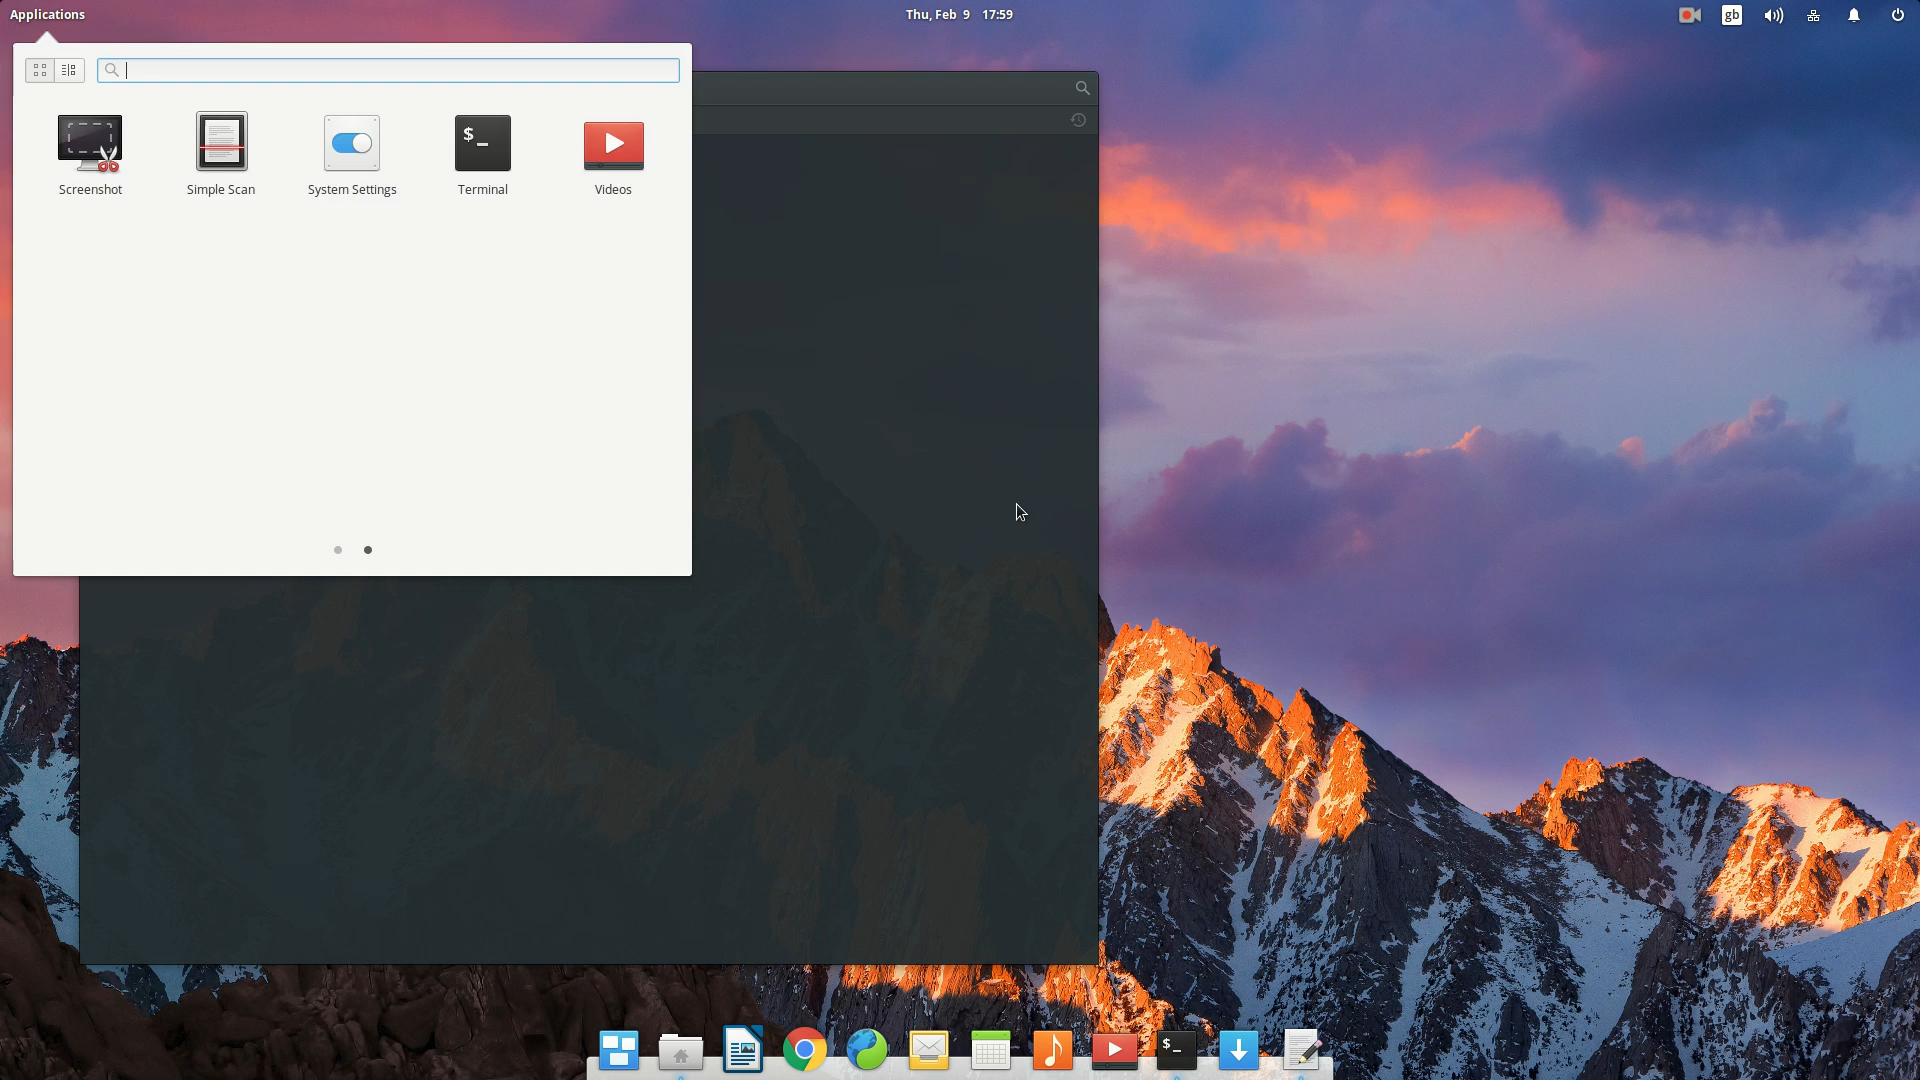 Applications
Thu, Feb 9 17:59
gb
$_
Screenshot
Simple Scan
System Settings
Terminal
Videos
$_